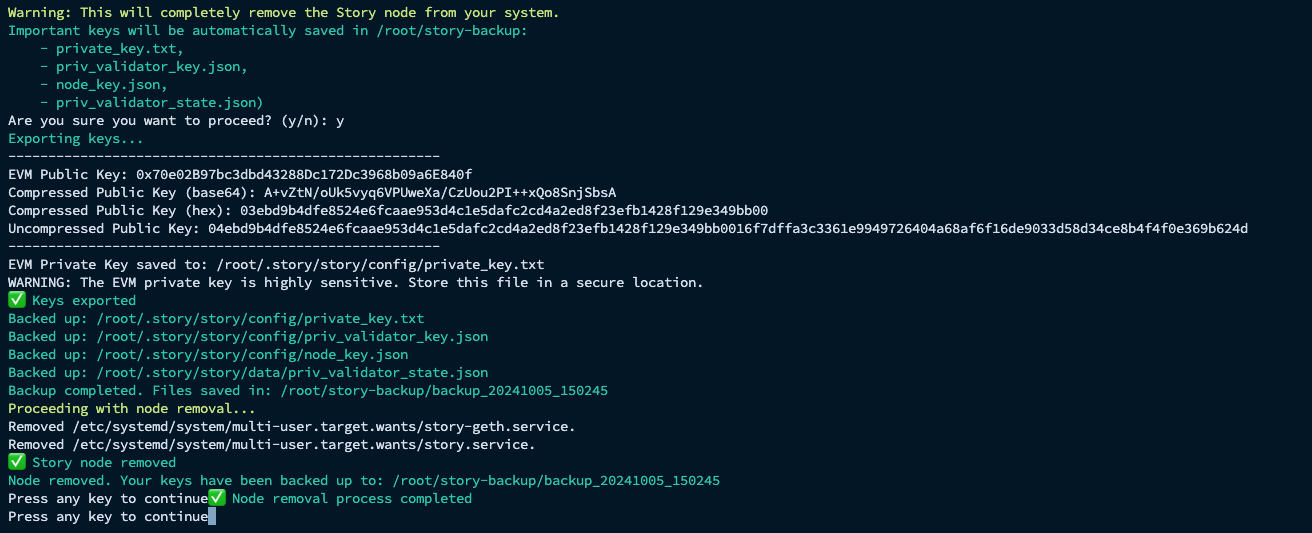 Warning: This will completely remove the Story node from your system.
Important keys will be automatically saved in /root/story-backup:
    - private_key.txt,
    - priv_validator_key.json,
    - node_key.json,
    - priv_validator_state.json)
Are you sure you want to proceed? (y/n): y
Exporting keys...
------------------------------------------------------
EVM Public Key: 0x70e02B97bc3dbd43288Dc172Dc3968b09a6E840f
Compressed Public Key (base64): A+vZtN/oUk5vyq6VPUweXa/CzUou2PI++xQo8SnjSbsA
Compressed Public Key (hex): 03ebd9b4dfe8524e6fcaae953d4c1e5dafc2cd4a2ed8f23efb1428f129e349bb00
Uncompressed Public Key: 04ebd9b4dfe8524e6fcaae953d4c1e5dafc2cd4a2ed8f23efb1428f129e349bb0016f7dffa3c3361e9949726404a68af6f16de9033d58d34ce8b4f4f0e369b624d
------------------------------------------------------
EVM Private Key saved to: /root/.story/story/config/private_key.txt
WARNING: The EVM private key is highly sensitive. Store this file in a secure location.
✅ Keys exported
Backed up: /root/.story/story/config/private_key.txt
Backed up: /root/.story/story/config/priv_validator_key.json
Backed up: /root/.story/story/config/node_key.json
Backed up: /root/.story/story/data/priv_validator_state.json
Backup completed. Files saved in: /root/story-backup/backup_20241005_150245
Proceeding with node removal...
Removed /etc/systemd/system/multi-user.target.wants/story-geth.service.
Removed /etc/systemd/system/multi-user.target.wants/story.service.
✅ Story node removed
Node removed. Your keys have been backed up to: /root/story-backup/backup_20241005_150245
Press any key to continue✅ Node removal process completed
Press any key to continue